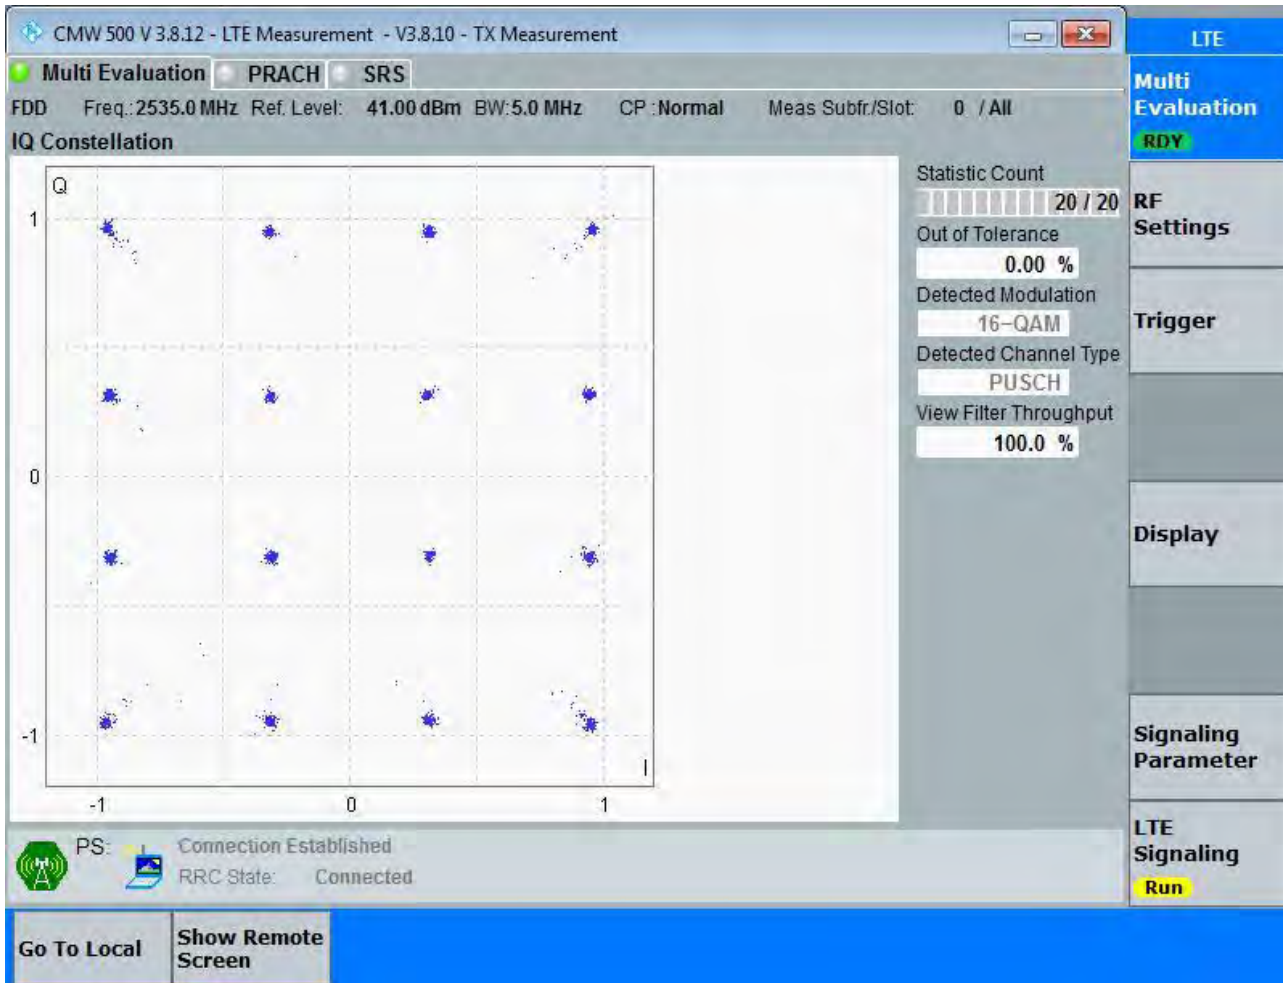 CMW 500 V 3.8.12 - LTE Measurement - V3.8.10 - TX Measurement
LTE
Multi Evaluation PRACH SRS
FDD Freq.: 2535.0 MHz Ref. Level: 41.00 dBm BW: 5.0 MHz CP : Normal Meas Subfr./Slot: 0 / All
IQ Constellation
Q
1
0
-1
I
-1 0 1
Statistic Count
20 / 20
Out of Tolerance
0.00 %
Detected Modulation
16-QAM
Detected Channel Type
PUSCH
View Filter Throughput
100.0 %
Multi
Evaluation
RDY
RF
Settings
Trigger
Display
Signaling
Parameter
LTE
Signaling
Run
PS: Connection Established
RRC State: Connected
Go To Local
Show Remote
Screen